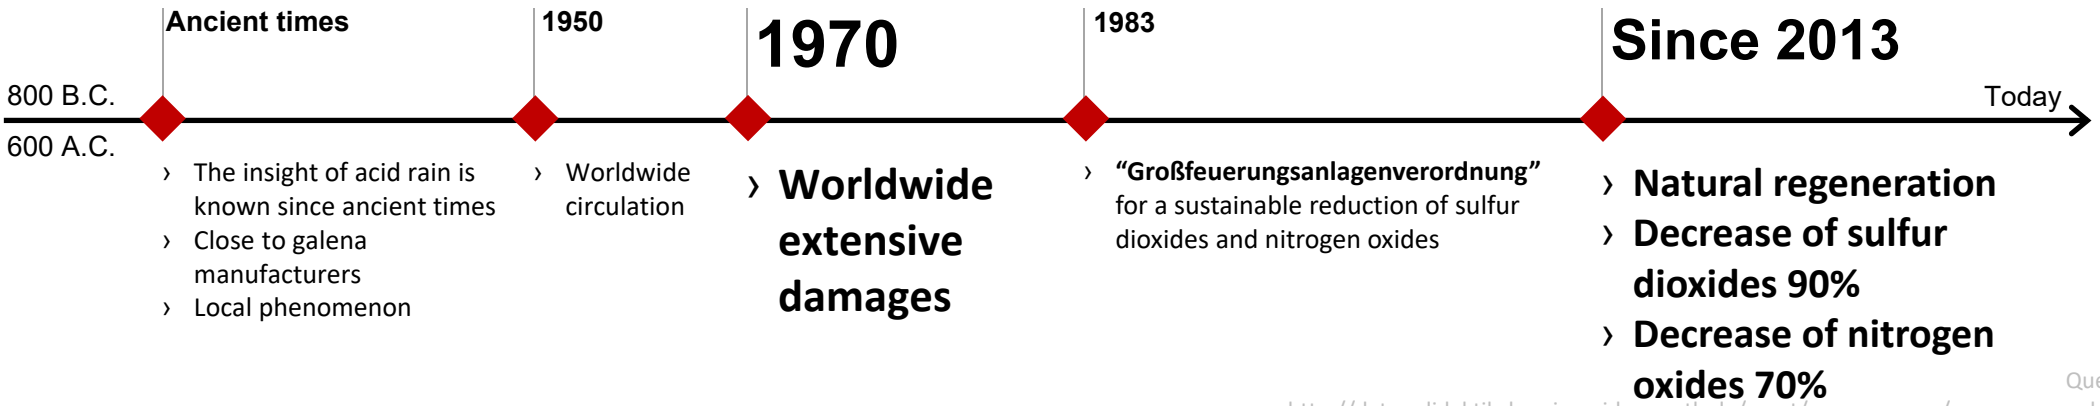 Ancient times
1950
1970
1983
Since 2013
800 B.C.
Today
600 A.C.
› The insight of acid rain is
known since ancient times
› Close to galena
manufacturers
› Local phenomenon
› Worldwide
circulation
› Worldwide
extensive
damages
› “Großfeuerungsanlagenverordnung”
for a sustainable reduction of sulfur
dioxides and nitrogen oxides
› Natural regeneration
› Decrease of sulfur
dioxides 90%
› Decrease of nitrogen
oxides 70%